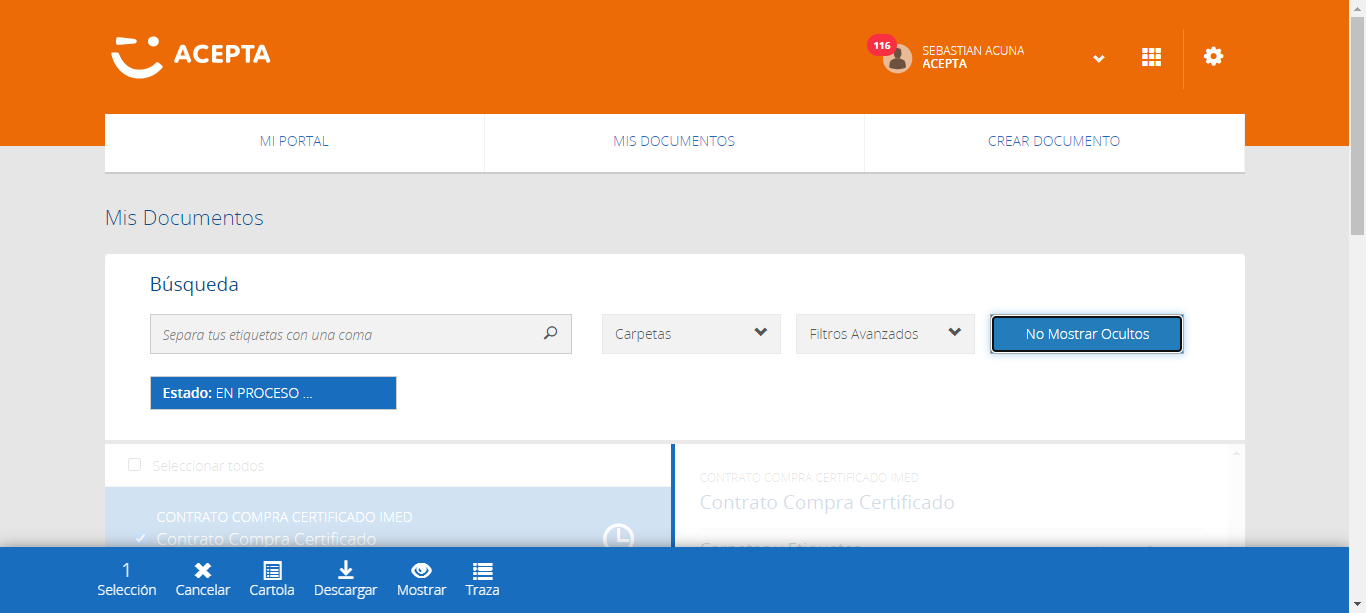 ACEPTA
116
SEBASTIAN ACUNA
ACEPTA
MI PORTAL
MIS DOCUMENTOS
CREAR DOCUMENTO
Mis Documentos
Búsqueda
Separa tus etiquetas con una coma
Carpetas
Filtros Avanzados
No Mostrar Ocultos
Estado: EN PROCESO ...
Seleccionar todos
CONTRATO COMPRA CERTIFICADO IMED
Contrato Compra Certificado
CONTRATO COMPRA CERTIFICADO IMED
Contrato Compra Certificado
Carpetas y Etiquetas
1
Selección
Cancelar
Cartola
Descargar
Mostrar
Traza